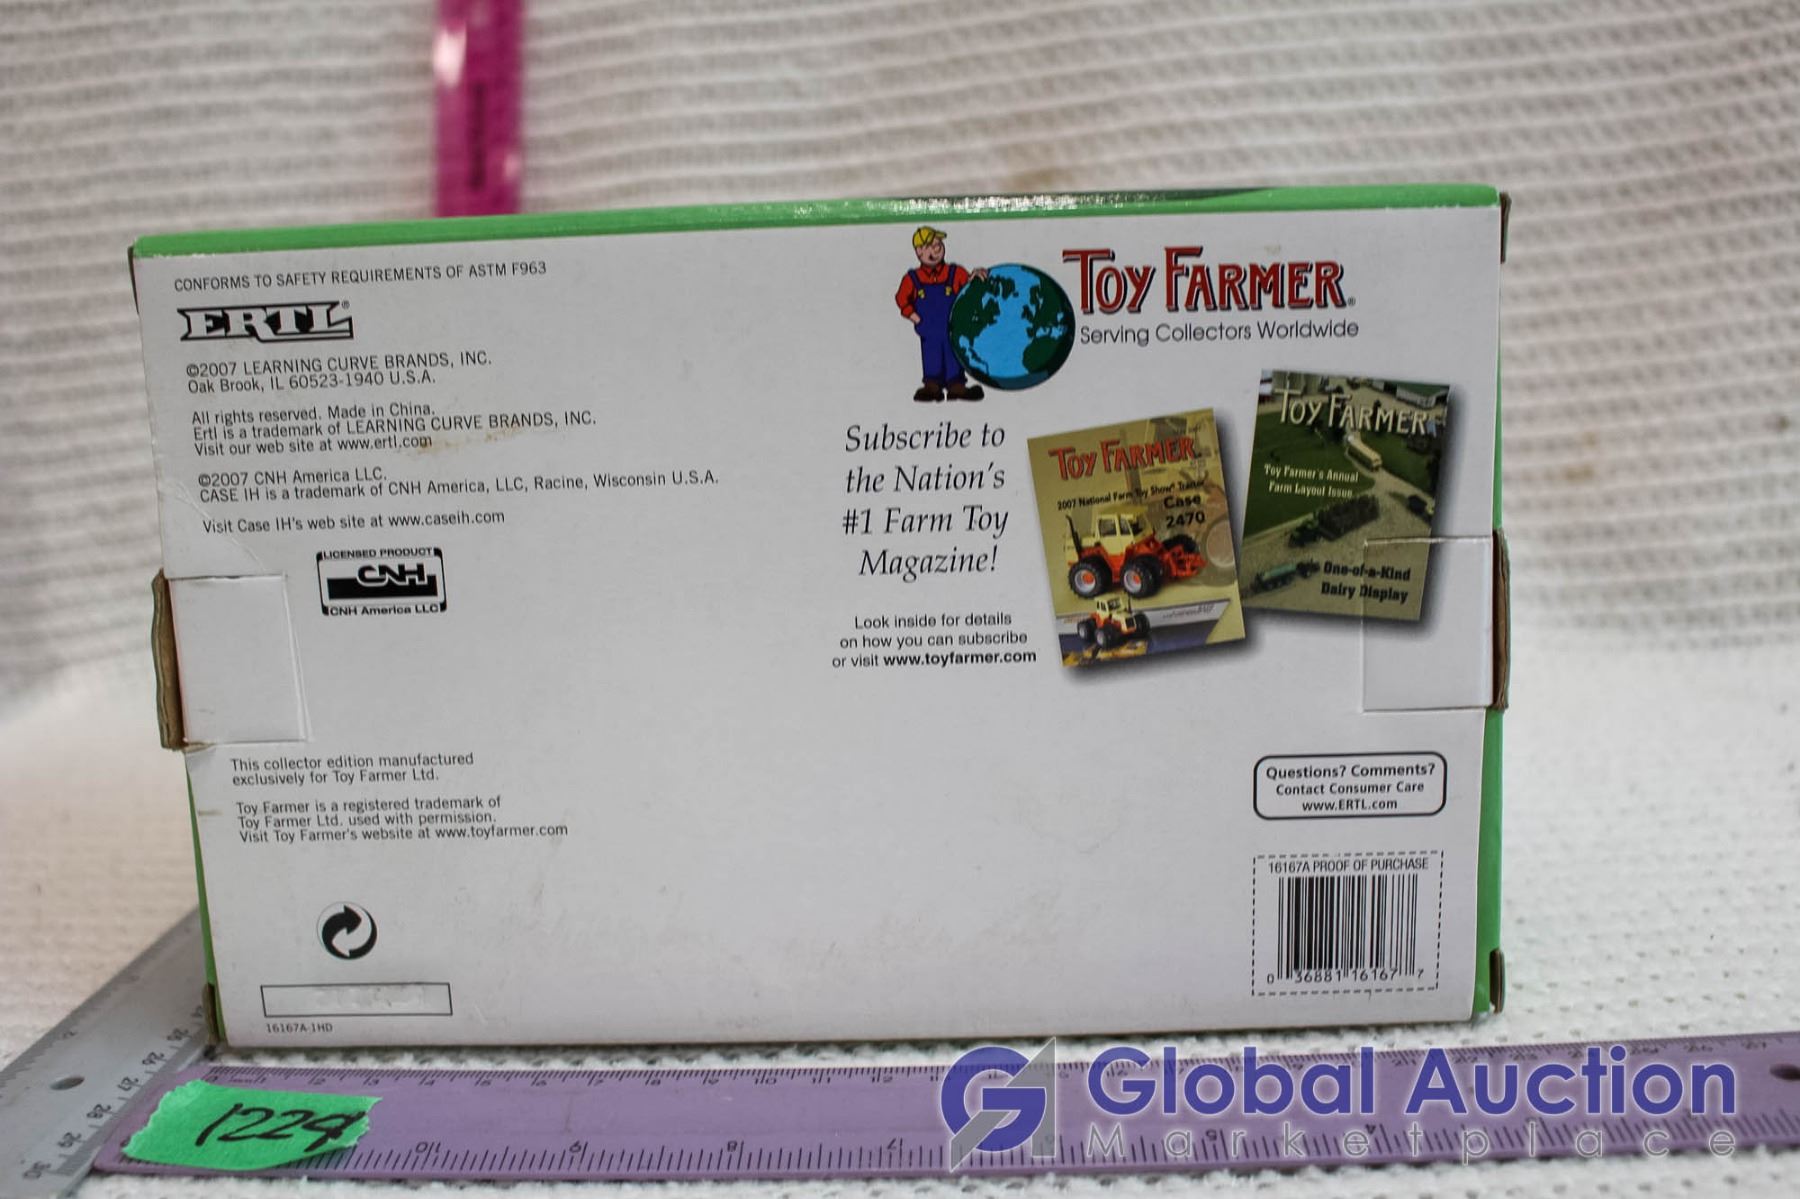 CONFORMS TO SAFETY REQUIREMENTS OF ASTM F963
ERTL®
©2007 LEARNING CURVE BRANDS, INC.
Oak Brook, IL 60523-1940 U.S.A.
All rights reserved. Made in China.
Ertl is a trademark of LEARNING CURVE BRANDS, INC.
Visit our web site at www.ertl.com
©2007 CNH America LLC.
CASE IH is a trademark of CNH America, LLC, Racine, Wisconsin U.S.A.
Visit Case IH's web site at www.caseih.com
LICENSED PRODUCT
CNH
CNH America LLC
This collector edition manufactured
exclusively for Toy Farmer Ltd.
Toy Farmer is a registered trademark of
Toy Farmer Ltd. used with permission.
Visit Toy Farmer's website at www.toyfarmer.com
16167A-1HD
TOY FARMER®
Serving Collectors Worldwide
Subscribe to
the Nation's
#1 Farm Toy
Magazine!
Look inside for details
on how you can subscribe
or visit www.toyfarmer.com
TOY FARMER
2007 National Farm Toy Show® Tractor
Case
2470
TOY FARMER
Toy Farmer's Annual
Farm Layout Issue
One-of-a-Kind
Dairy Display
Questions? Comments?
Contact Consumer Care
www.ERTL.com
16167A PROOF OF PURCHASE
0 36881 16167 7
1224
Global Auction
Marketplace